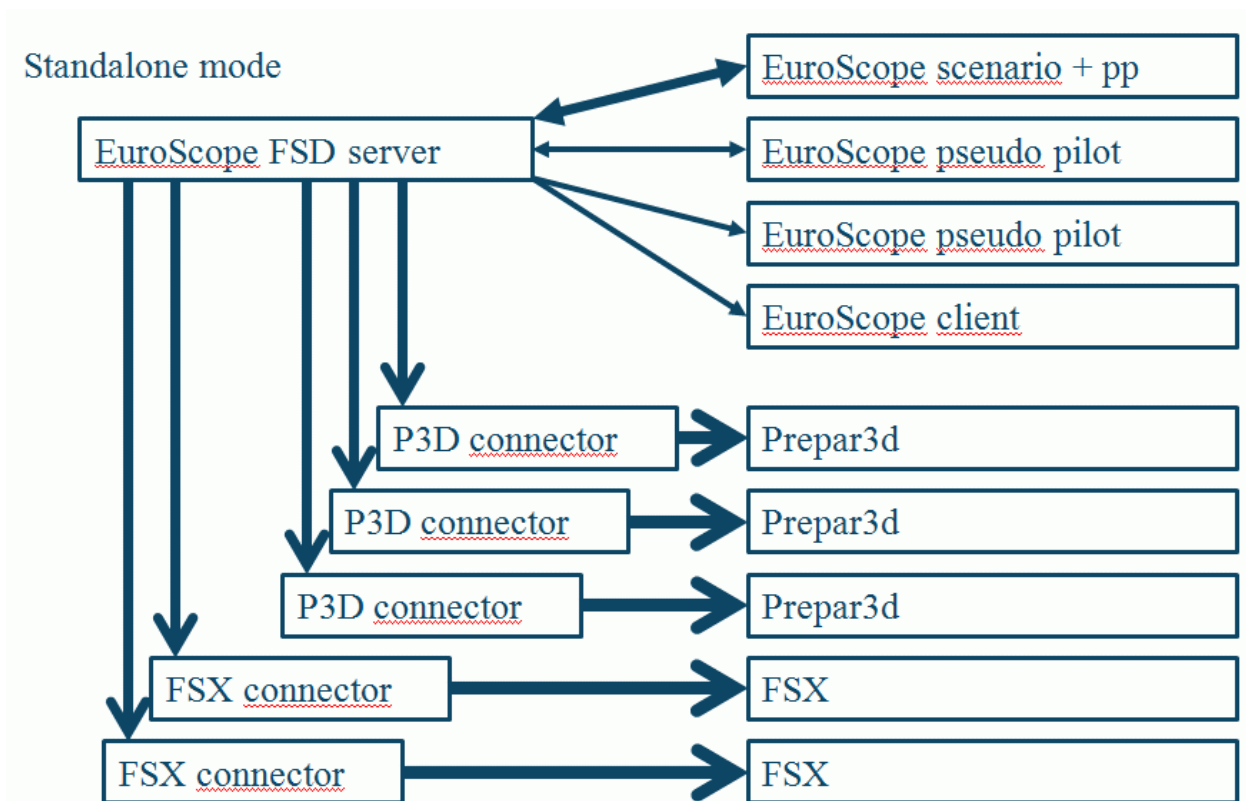 Standalone mode
EuroScope scenario + pp
EuroScope FSD server
EuroScope pseudo pilot
EuroScope pseudo pilot
EuroScope client
P3D connector
Prepar3d
P3D connector
Prepar3d
P3D connector
Prepar3d
FSX connector
FSX
FSX connector
FSX